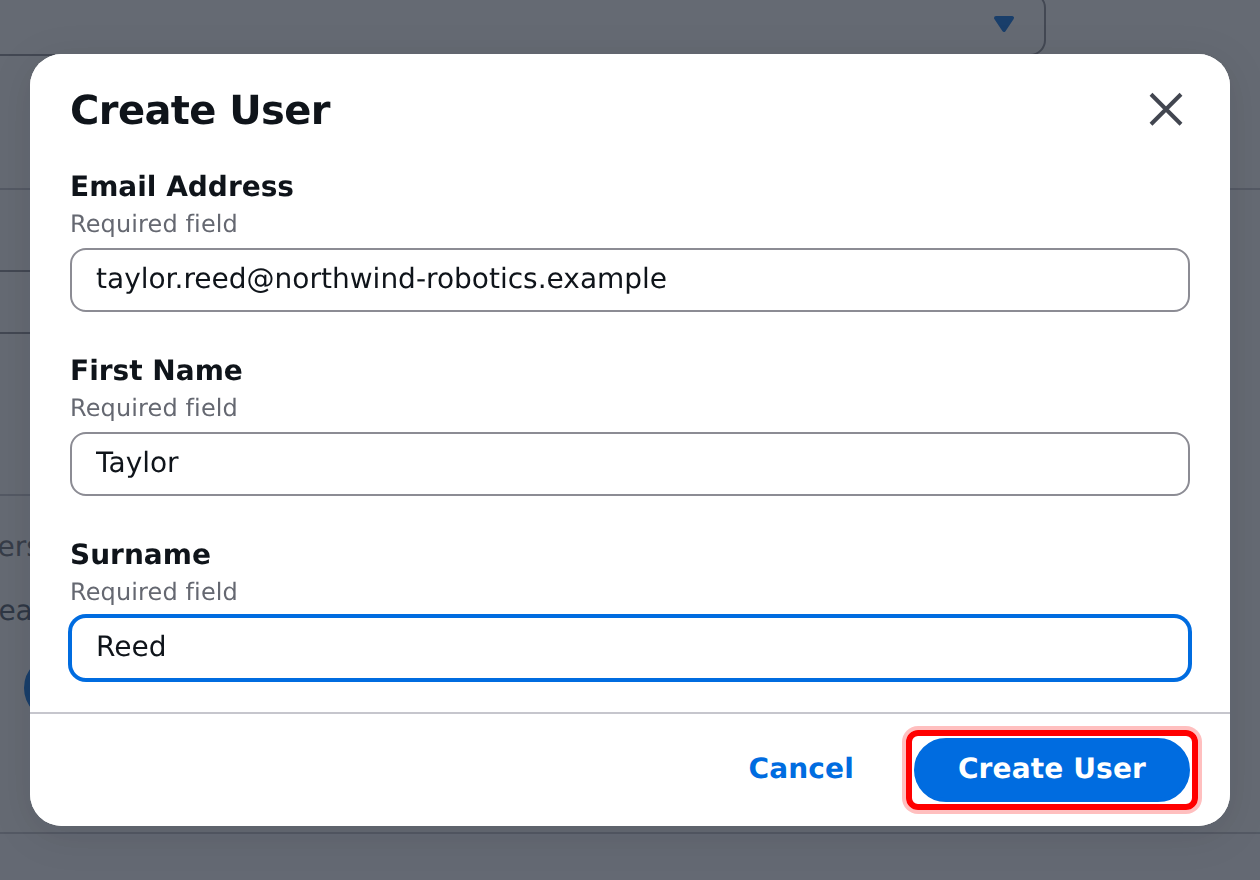 Create User
Email Address
Required field
taylor.reed@northwind-robotics.example
First Name
Required field
Taylor
Surname
Required field
Reed
Cancel
Create User